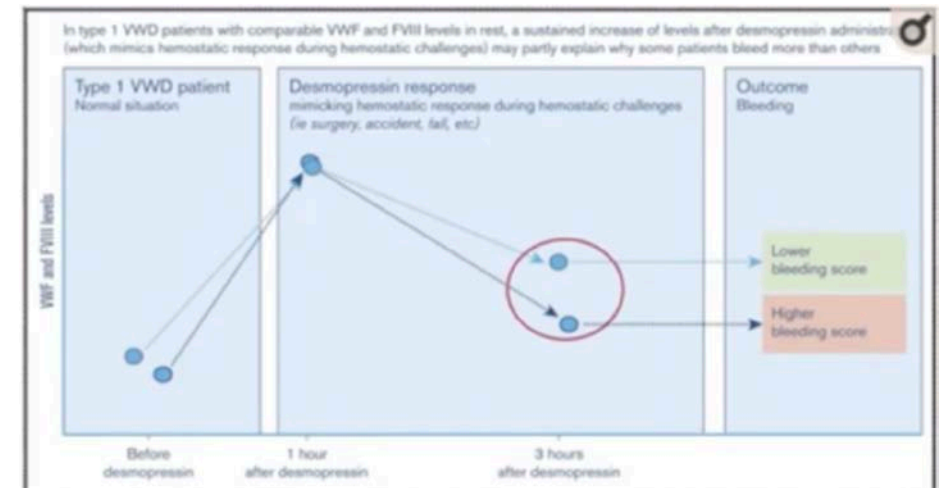 In type 1 VWD patients with comparable VWF and FVIII levels in rest, a sustained increase of levels after desmopressin
(which mimics hemostatic response during hemostatic challenges) may partly explain why some patients bleed more than others
Type 1 VWD patient
Normal situation
Desmopressin response
mimicking hemostatic response during hemostatic challenges
(ie surgery, accident, fall, etc)
Outcome
Bleeding
VWF and FVIII levels
Lower
bleeding score
Higher
bleeding score
Before
desmopressin
1 hour
after desmopressin
3 hours
after desmopressin